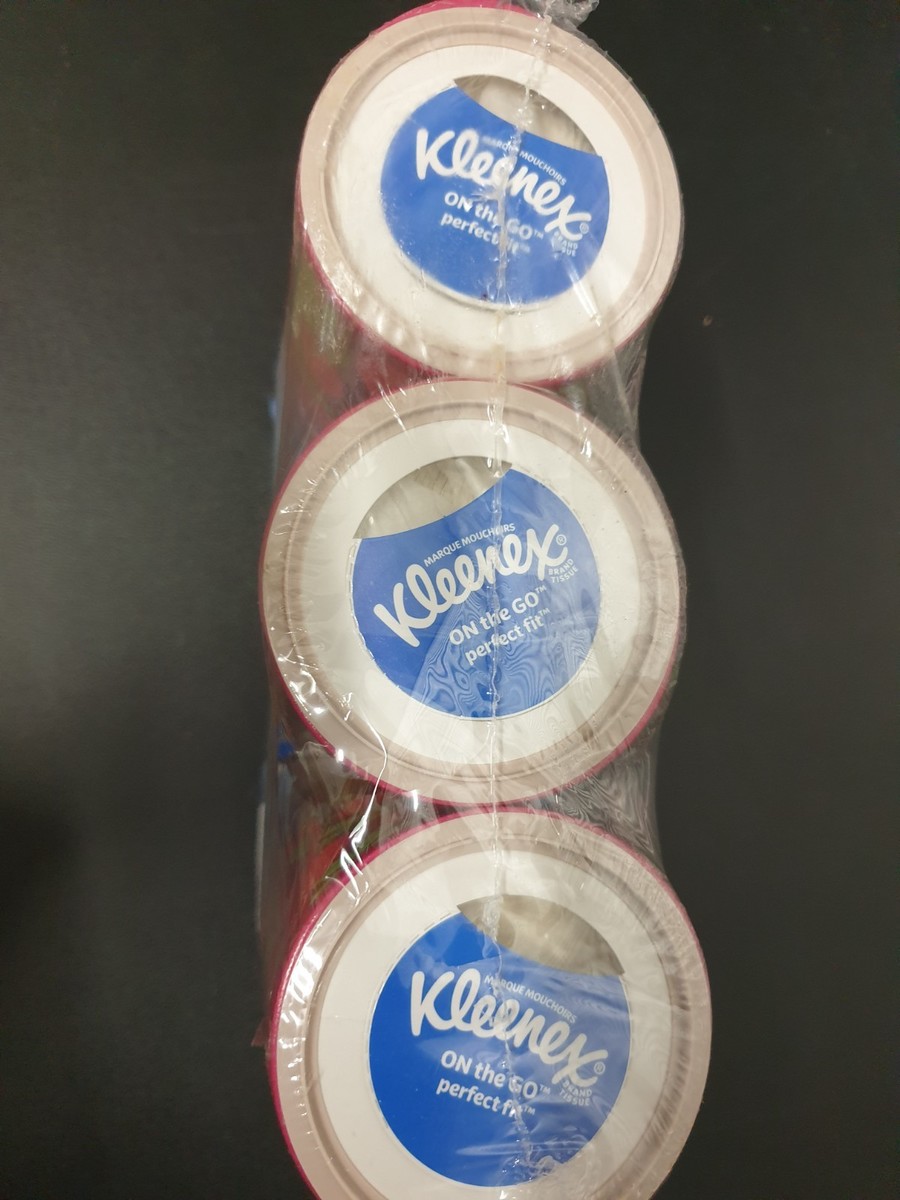 MARQUE MOUCHOIRS
Kleenex®
BRAND
TISSUE
ON the GO™
perfect fit™
MARQUE MOUCHOIRS
Kleenex®
BRAND
TISSUE
ON the GO™
perfect fit™
MARQUE MOUCHOIRS
Kleenex®
BRAND
TISSUE
ON the GO™
perfect fit™